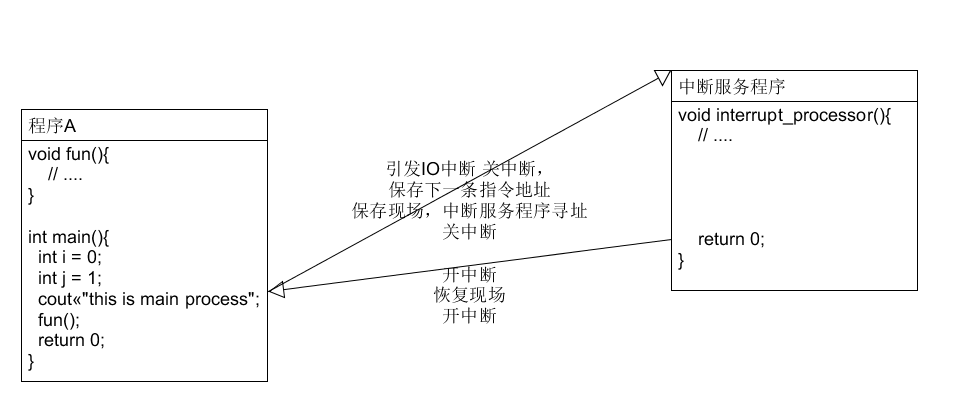 程序A
void fun(){
// ....
}
int main(){
int i = 0;
int j = 1;
cout«"this is main process";
fun();
return 0;
}
引发IO中断 关中断，
保存下一条指令地址
保存现场，中断服务程序寻址
关中断
开中断
恢复现场
开中断
中断服务程序
void interrupt_processor(){
// ....
return 0;
}